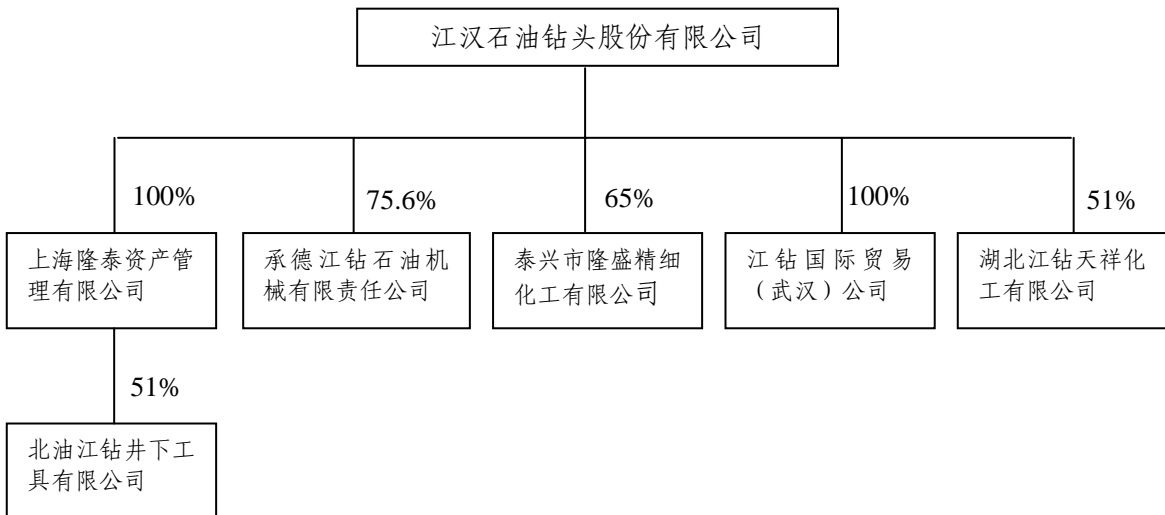 江汉石油钻头股份有限公司
100%
75.6%
65%
100%
51%
上海隆泰资产管
理有限公司
承德江钻石油机
械有限责任公司
泰兴市隆盛精细
化工有限公司
江钻国际贸易
（武汉）公司
湖北江钻天祥化
工有限公司
51%
北油江钻井下工
具有限公司